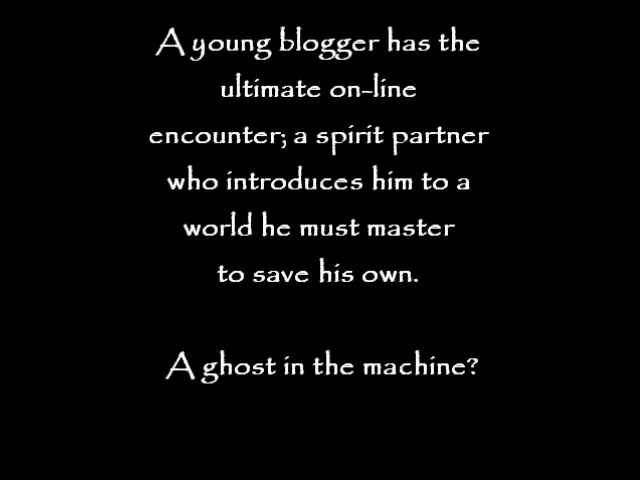 A young blogger has the
ultimate on-line
encounter; a spirit partner
who introduces him to a
world he must master
to save his own.
A ghost in the machine?